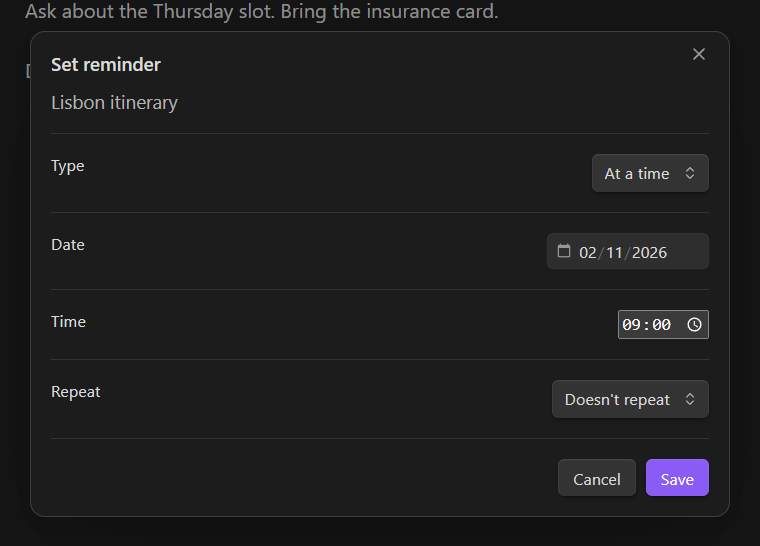 Ask about the Thursday slot. Bring the insurance card.
Set reminder
Lisbon itinerary
Type
At a time
Date
02/11/2026
Time
09:00
Repeat
Doesn't repeat
Cancel
Save